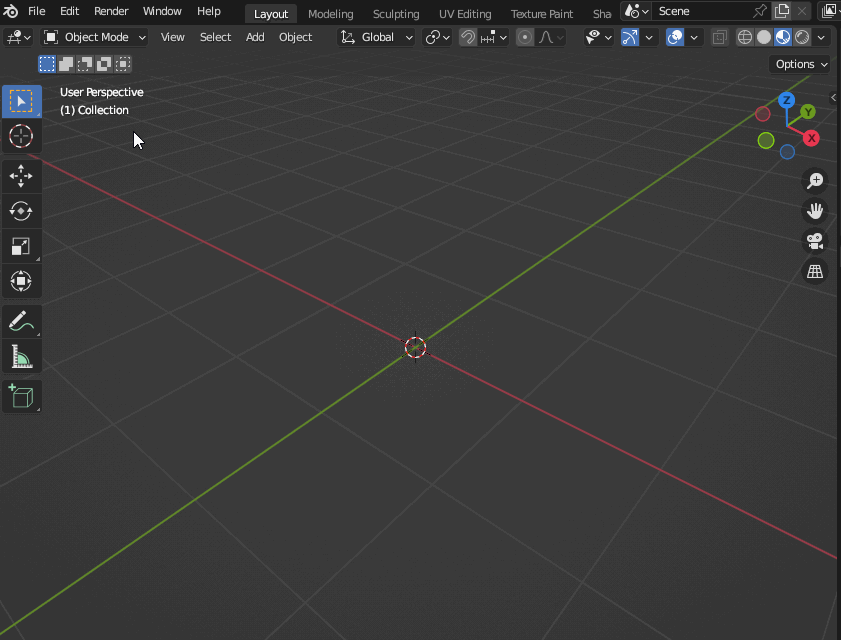 File Edit Render Window Help Layout Modeling Sculpting UV Editing Texture Paint Sha Scene
Object Mode View Select Add Object Global
Options
User Perspective
(1) Collection
Z
Y
X